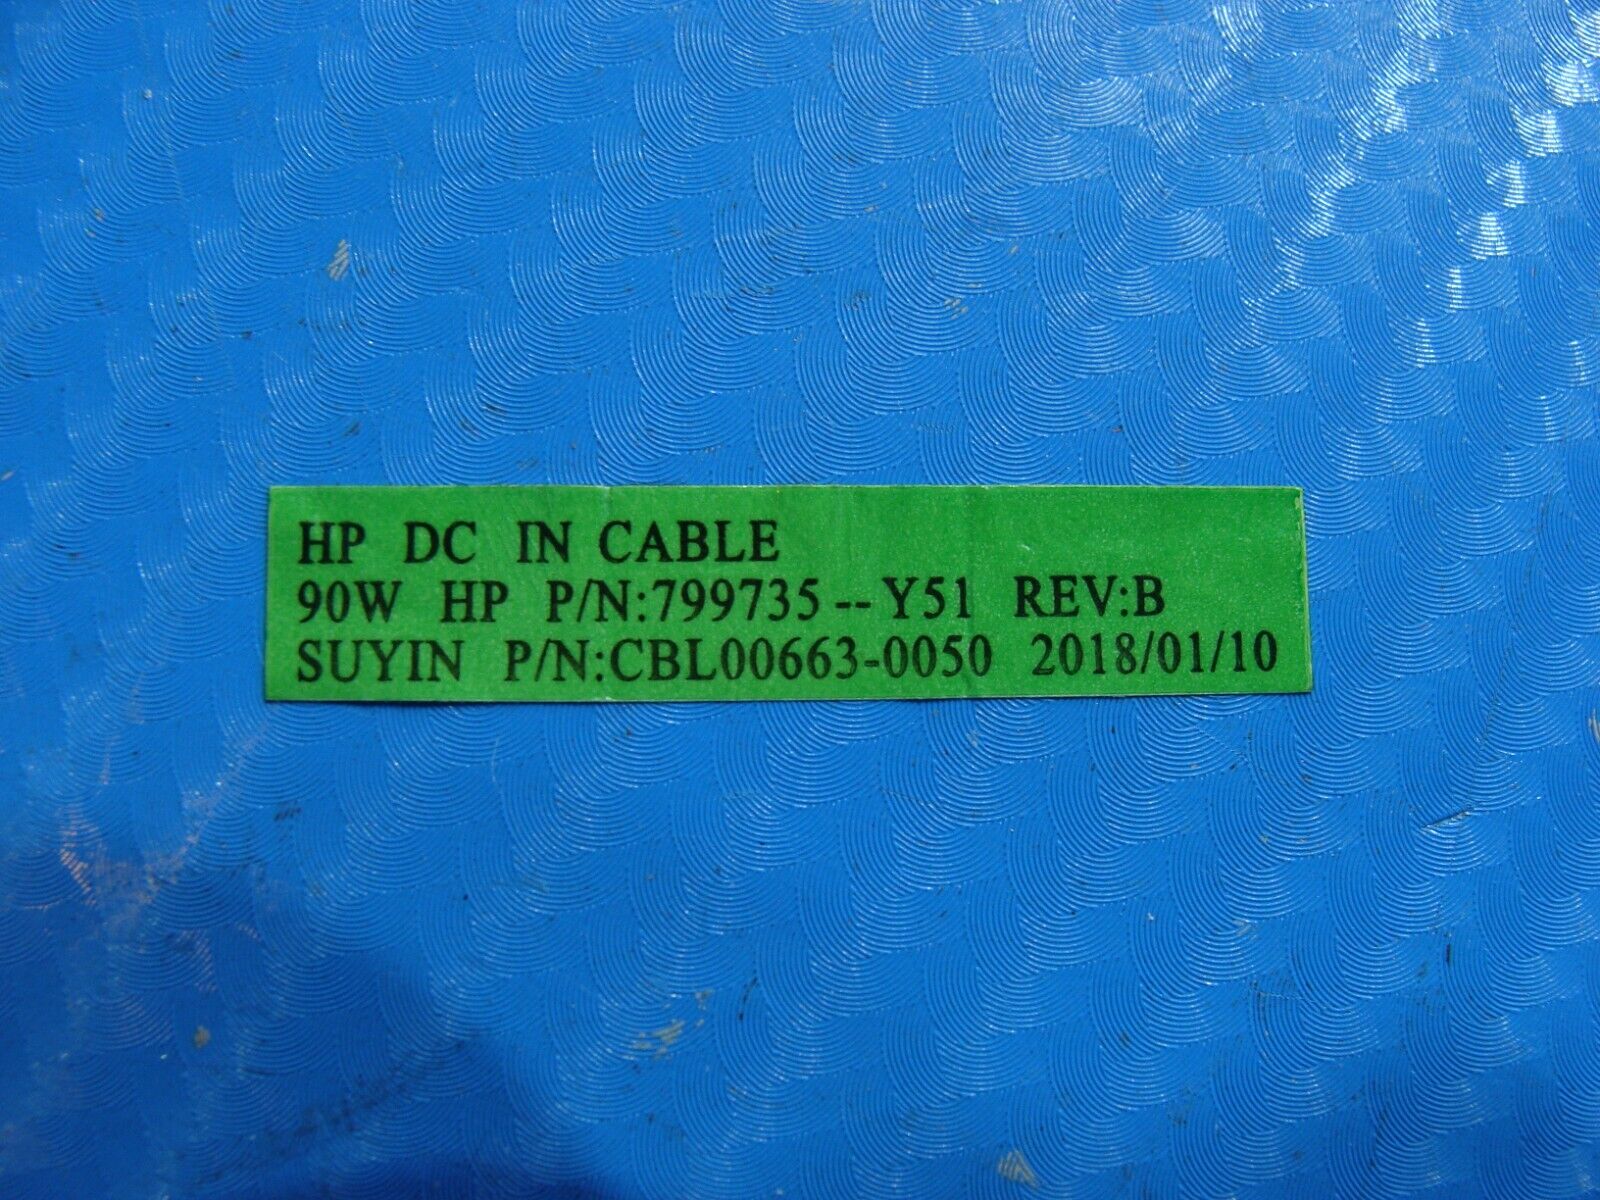 HP DC IN CABLE
90W HP P/N:799735--Y51 REV:B
SUYIN P/N:CBL00663-0050 2018/01/10